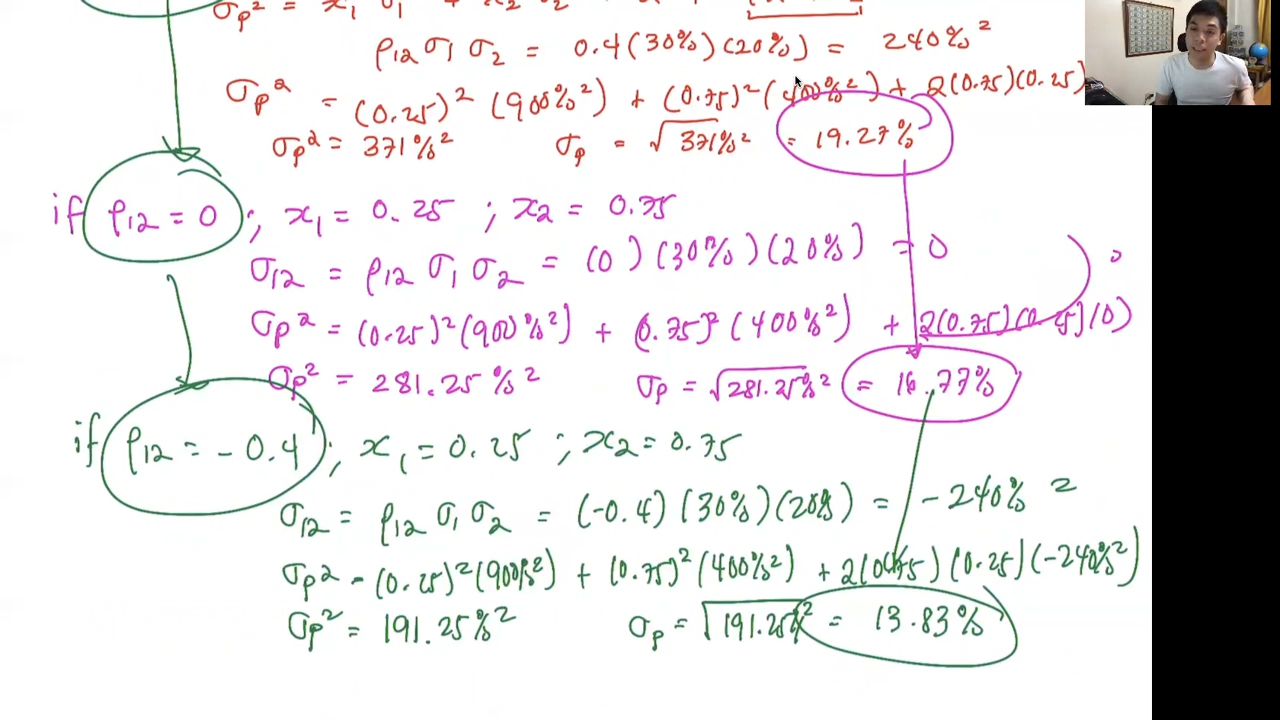 σp² = x₁ σ₁ + x₂ σ₂
ρ₁₂ σ₁ σ₂ = 0.4 (30%) (20%) = 240%²
σp² = (0.25)² (900%²) + (0.75)² (400%²) + 2(0.75)(0.25)
σp² = 371%² σp = √371%² = 19.27%
if ρ₁₂ = 0 ; x₁ = 0.25 ; x₂ = 0.75
σ₁₂ = ρ₁₂ σ₁ σ₂ = (0) (30%) (20%) = 0
0
σp² = (0.25)² (900%²) + (0.75)² (400%²) + 2(0.75)(0.25)(0)
σp² = 281.25%² σp = √281.25%² = 16.77%
if ρ₁₂ = -0.4 ; x₁ = 0.25 ; x₂ = 0.75
σ₁₂ = ρ₁₂ σ₁ σ₂ = (-0.4) (30%) (20%) = -240%²
σp² = (0.25)² (900%²) + (0.75)² (400%²) + 2(0.75)(0.25)(-240%²)
σp² = 191.25%² σp = √191.25%² = 13.83%